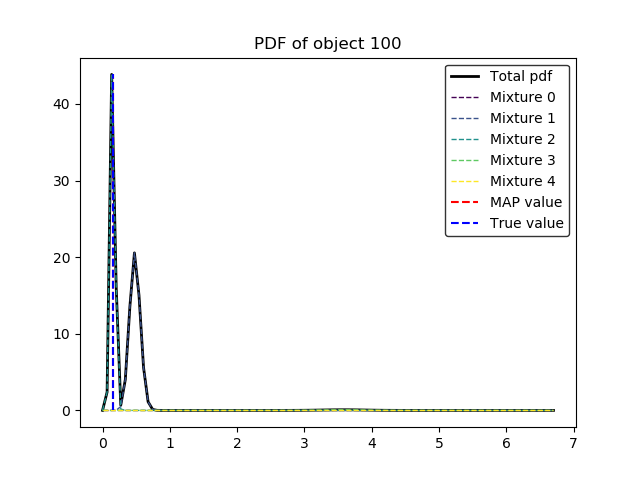 PDF of object 100
Total pdf
Mixture 0
Mixture 1
Mixture 2
Mixture 3
Mixture 4
MAP value
True value
40
30
20
10
0
0 1 2 3 4 5 6 7